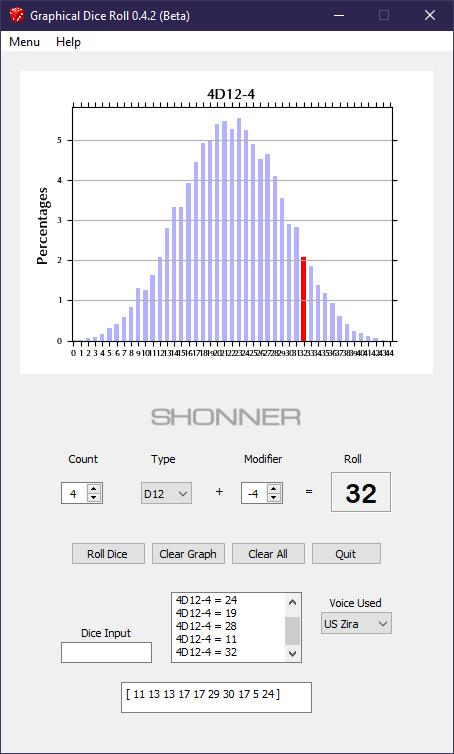 Graphical Dice Roll 0.4.2 (Beta)
Menu Help
4D12-4
Percentages
5
4
3
2
1
0
0 1 2 3 4 5 6 7 8 9 10 11 12 13 14 15 16 17 18 19 20 21 22 23 24 25 26 27 28 29 30 31 32 33 34 35 36 37 38 39 40 41 42 43 44
SHONNER
Count Type Modifier Roll
4 D12 + -4 = 32
Roll Dice Clear Graph Clear All Quit
4D12-4 = 24
4D12-4 = 19
4D12-4 = 28
4D12-4 = 11
4D12-4 = 32
Voice Used
US Zira
Dice Input
[ 11 13 13 17 17 29 30 17 5 24 ]